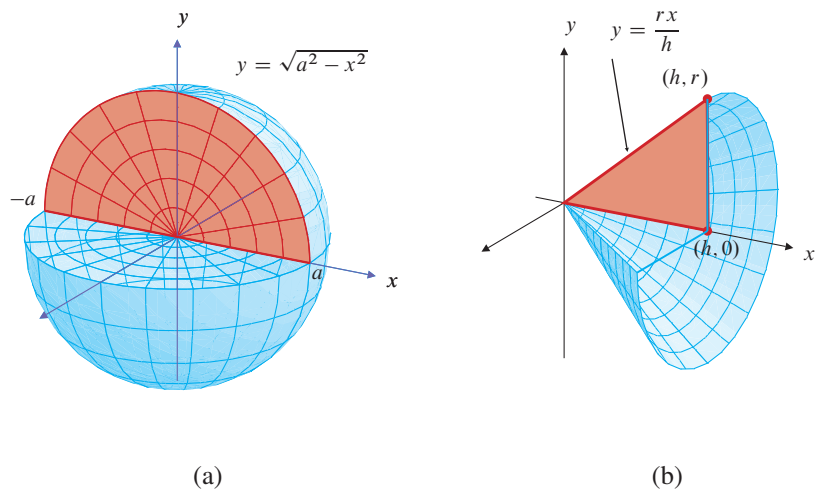 y
y = √(a² − x²)
−a
a
x
(a)
y
y = rx/h
(h, r)
(h, 0)
x
(b)